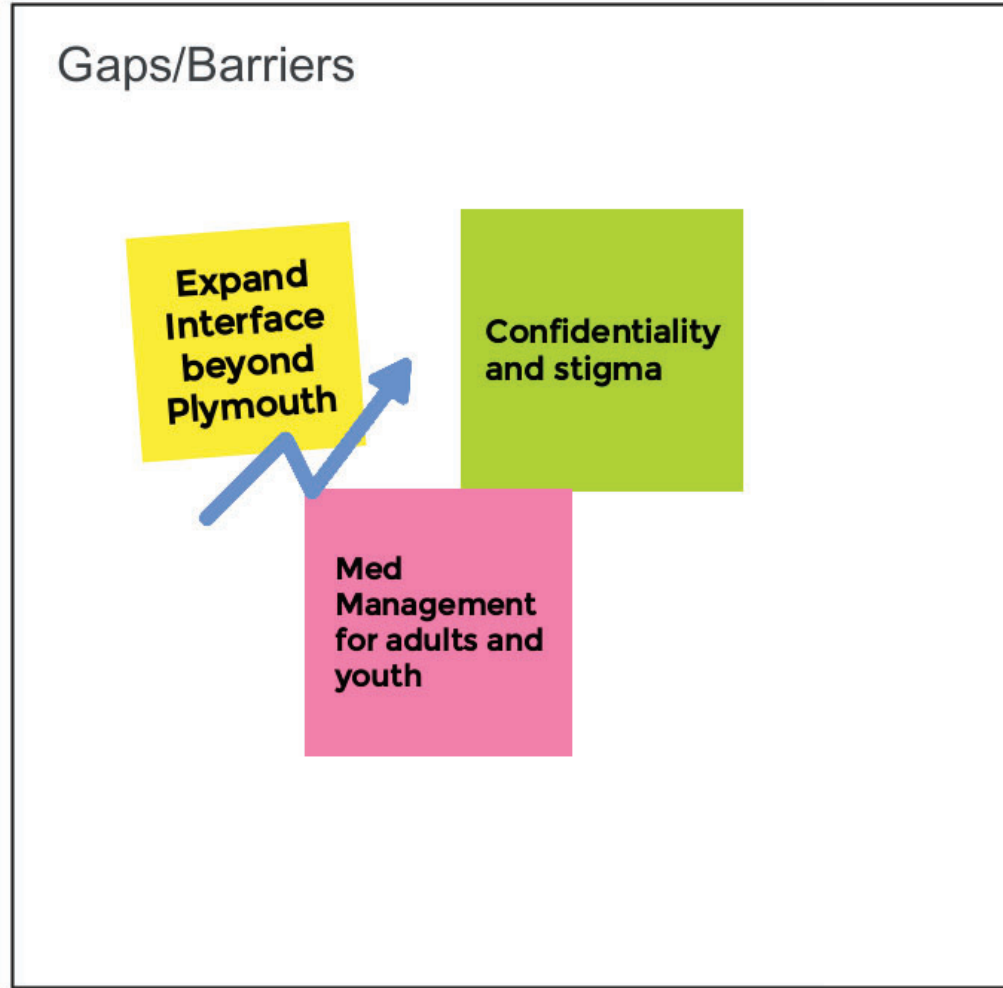 Gaps/Barriers
Expand
Interface
beyond
Plymouth
Confidentiality
and stigma
Med
Management
for adults and
youth